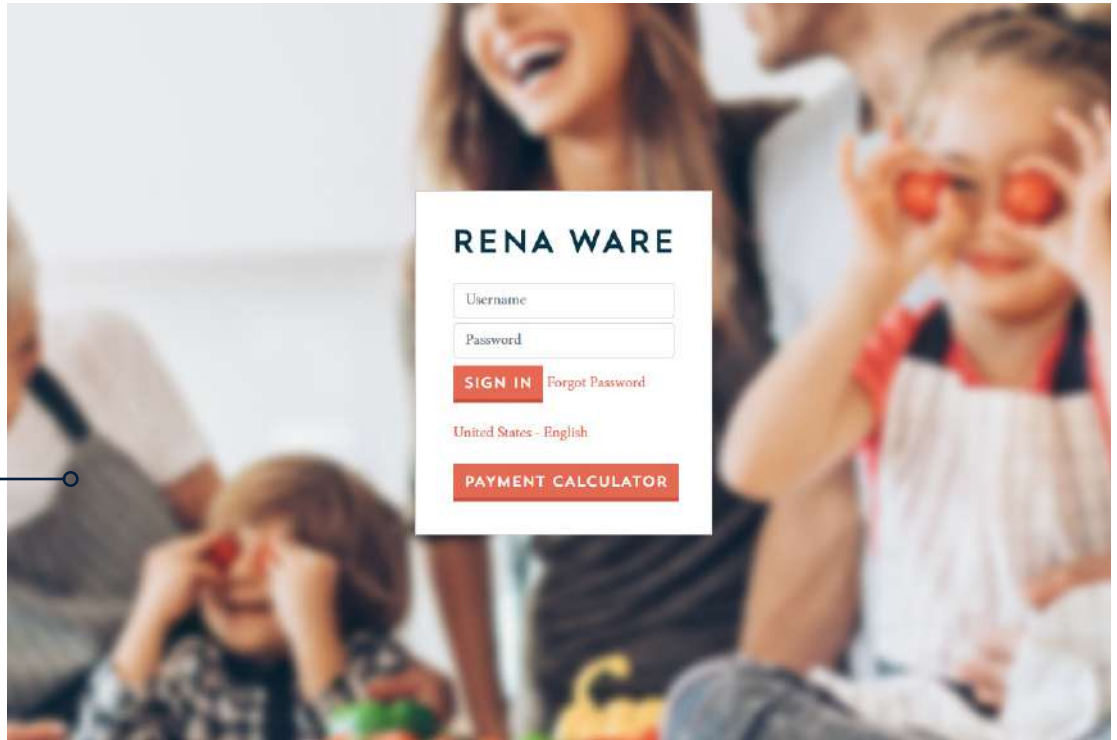 RENA WARE
Username
Password
SIGN IN Forgot Password
United States - English
PAYMENT CALCULATOR